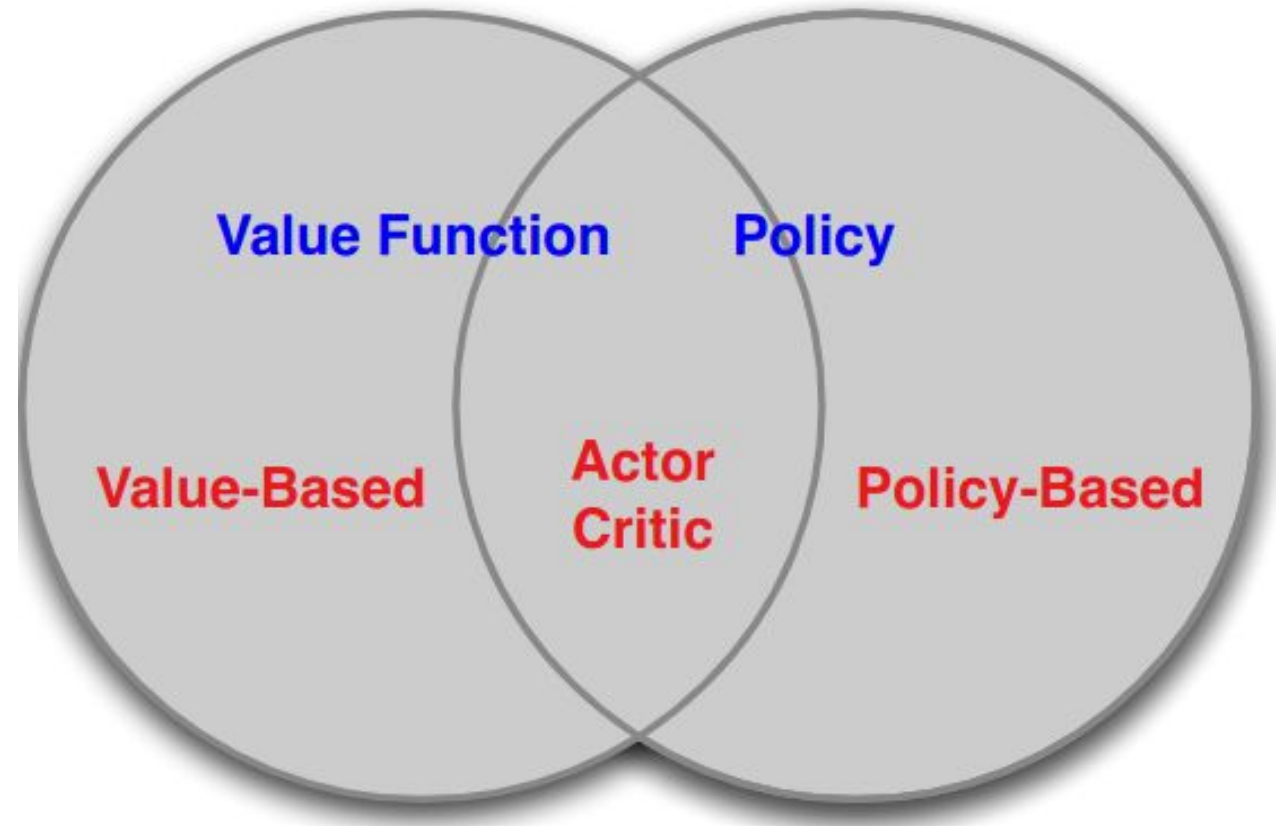 Value Function
Policy
Value-Based
Actor
Critic
Policy-Based